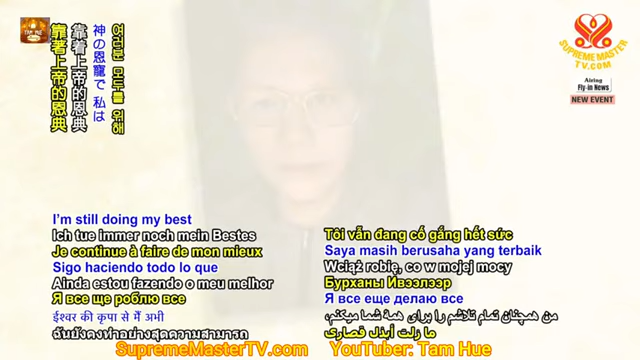 여러분 모두를 위해
神の恩寵で 私は
靠着上帝的恩典
靠著上帝的恩典
SUPREME MASTER
TV.COM
Airing
Fly-in News
NEW EVENT
I'm still doing my best
Ich tue immer noch mein Bestes
Je continue à faire de mon mieux
Sigo haciendo todo lo que
Ainda estou fazendo o meu melhor
Я все ще роблю все
ईश्वर की कृपा से मैं अभी
ฉันยังคงทำอย่างสุดความสามารถ
Tôi vẫn đang cố gắng hết sức
Saya masih berusaha yang terbaik
Wciąż robię, co w mojej mocy
Бурханы Ивээлээр
Я все еще делаю все
من همچنان تمام تلاشم را برای همۀ شما میکنم،
ما زلت أبذل قصارى
SupremeMasterTV.com
YouTuber: Tam Hue